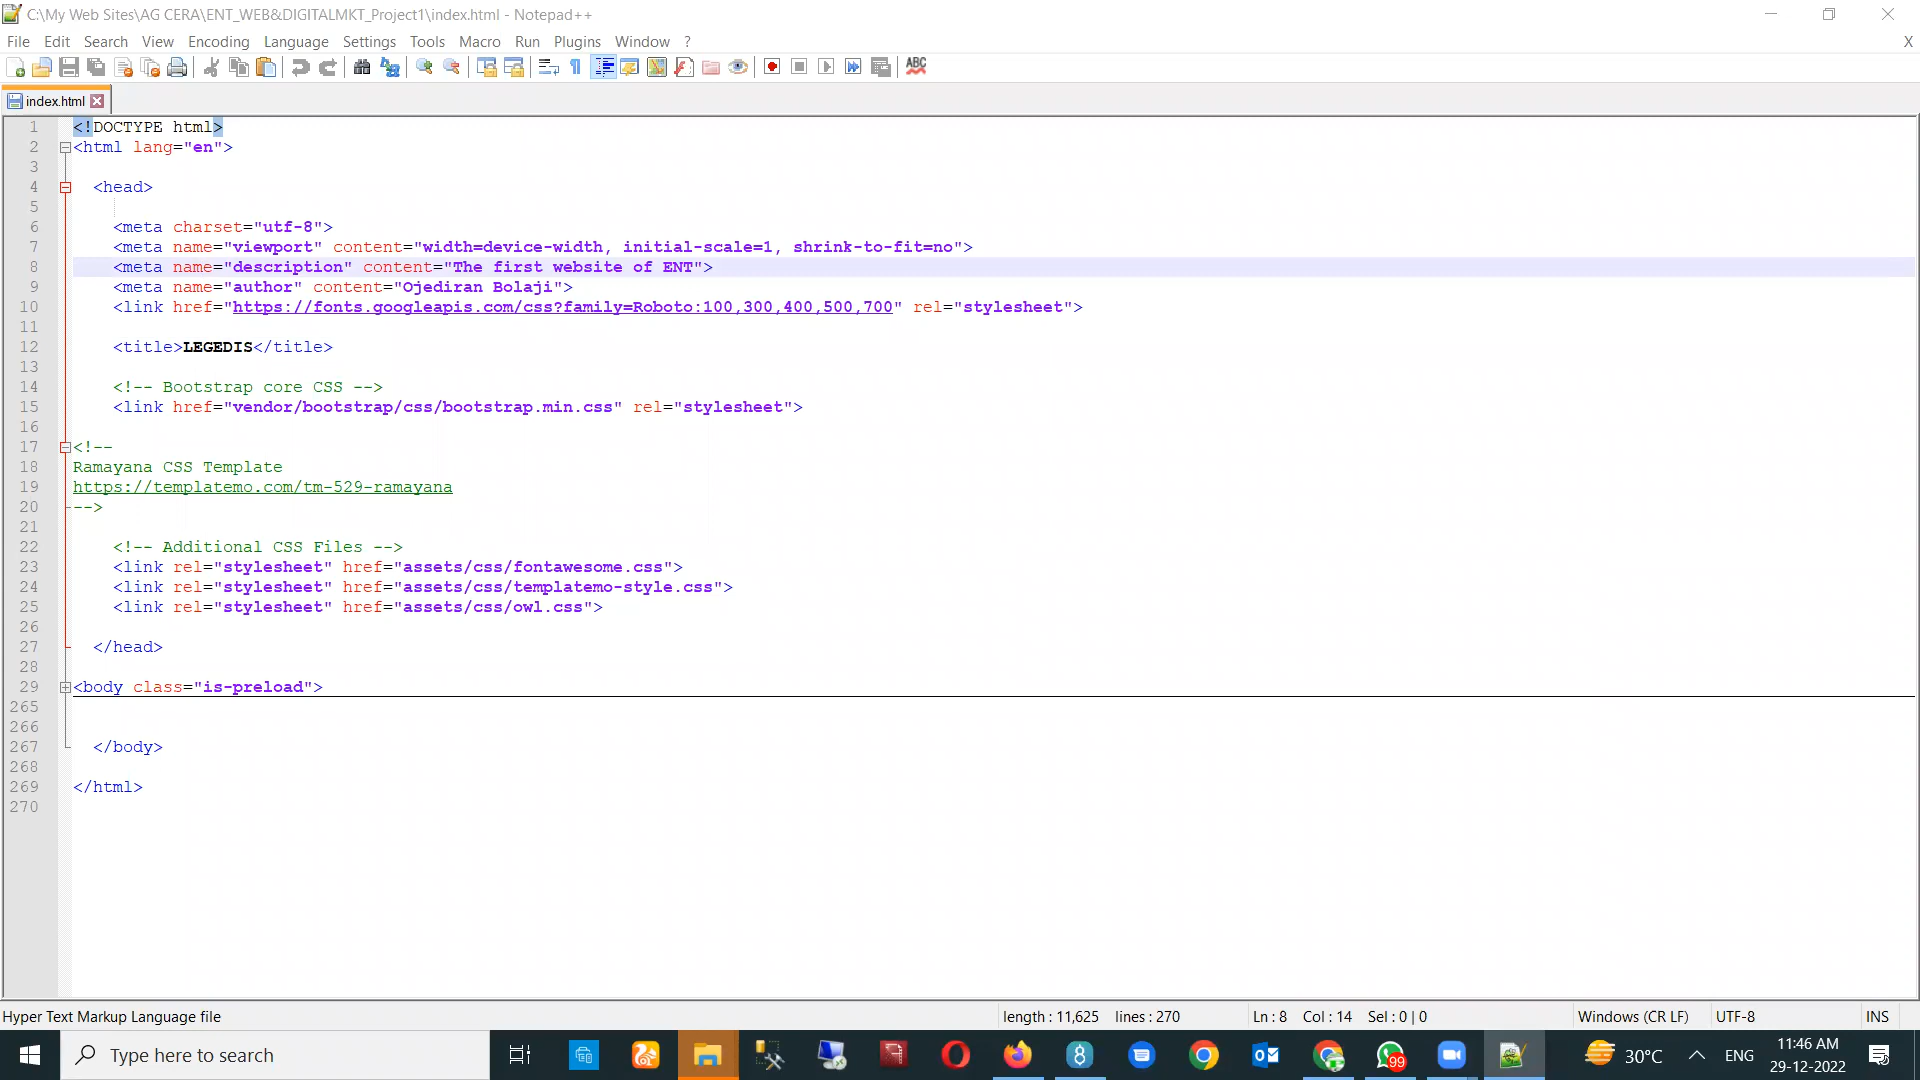 C:\My Web Sites\AG CERA\ENT_WEB&DIGITALMKT_Project1\index.html - Notepad++
File Edit Search View Encoding Language Settings Tools Macro Run Plugins Window ? X
ABC
index.html
1 <!DOCTYPE html>
2 <html lang="en">
3
4 <head>
5
6 <meta charset="utf-8">
7 <meta name="viewport" content="width=device-width, initial-scale=1, shrink-to-fit=no">
8 <meta name="description" content="The first website of ENT">
9 <meta name="author" content="Ojediran Bolaji">
10 <link href="https://fonts.googleapis.com/css?family=Roboto:100,300,400,500,700" rel="stylesheet">
11
12 <title>LEGEDIS</title>
13
14 <!-- Bootstrap core CSS -->
15 <link href="vendor/bootstrap/css/bootstrap.min.css" rel="stylesheet">
16
17 <!--
18 Ramayana CSS Template
19 https://templatemo.com/tm-529-ramayana
20 -->
21
22 <!-- Additional CSS Files -->
23 <link rel="stylesheet" href="assets/css/fontawesome.css">
24 <link rel="stylesheet" href="assets/css/templatemo-style.css">
25 <link rel="stylesheet" href="assets/css/owl.css">
26
27 </head>
28
29 <body class="is-preload">
265
266
267 </body>
268
269 </html>
270
Hyper Text Markup Language file length : 11,625 lines : 270 Ln : 8 Col : 14 Sel : 0 | 0 Windows (CR LF) UTF-8 INS
Type here to search 99 30°C ENG 11:46 AM
29-12-2022